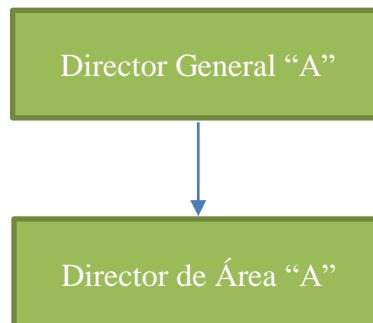 Director General “A”
Director de Área “A”